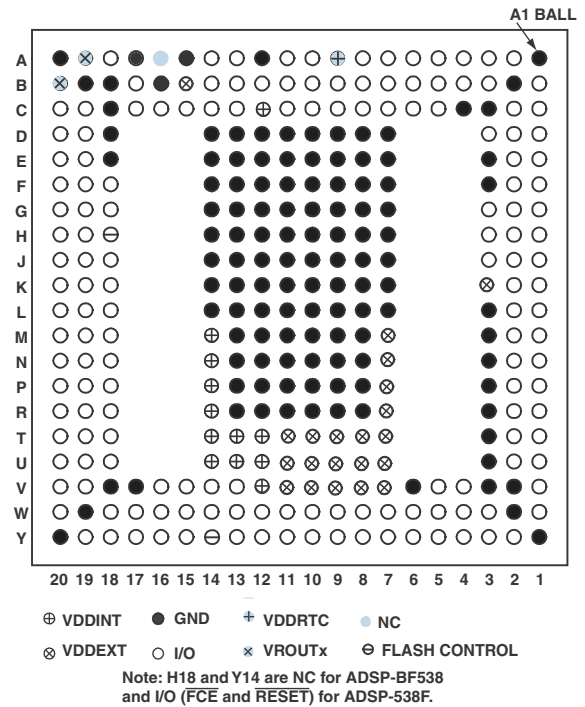 A1 BALL
A
B
C
D
E
F
G
H
J
K
L
M
N
P
R
T
U
V
W
Y
20 19 18 17 16 15 14 13 12 11 10 9 8 7 6 5 4 3 2 1
VDDINT GND VDDRTC NC
VDDEXT I/O VROUTx FLASH CONTROL
Note: H18 and Y14 are NC for ADSP-BF538
and I/O (FCE and RESET) for ADSP-538F.